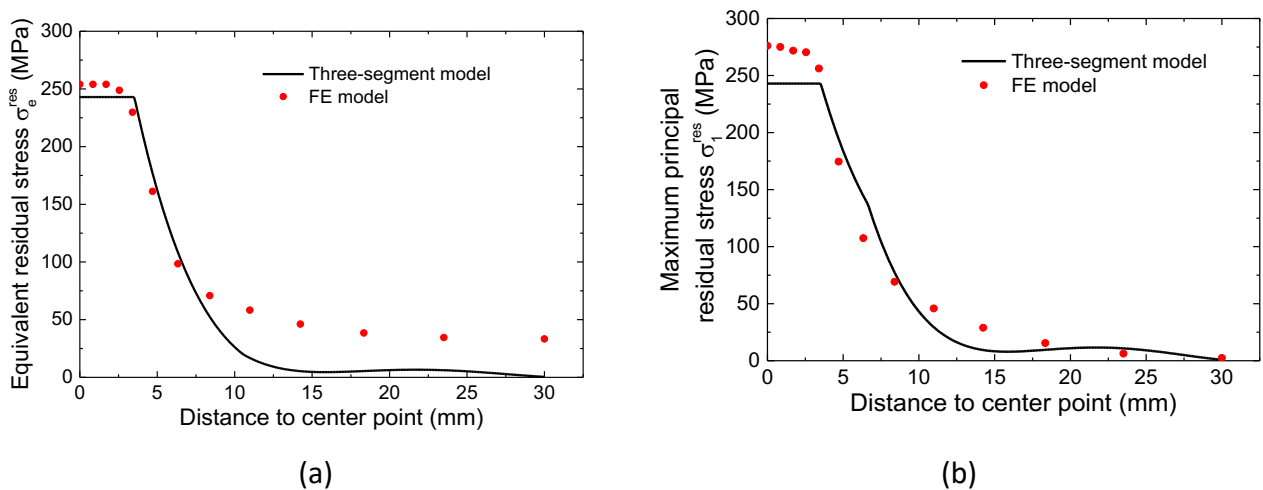 Equivalent residual stress σ_e^res (MPa)
300
250
200
150
100
50
0
Three-segment model
FE model
0 5 10 15 20 25 30
Distance to center point (mm)
(a)
Maximum principal
residual stress σ_1^res (MPa)
300
250
200
150
100
50
0
Three-segment model
FE model
0 5 10 15 20 25 30
Distance to center point (mm)
(b)